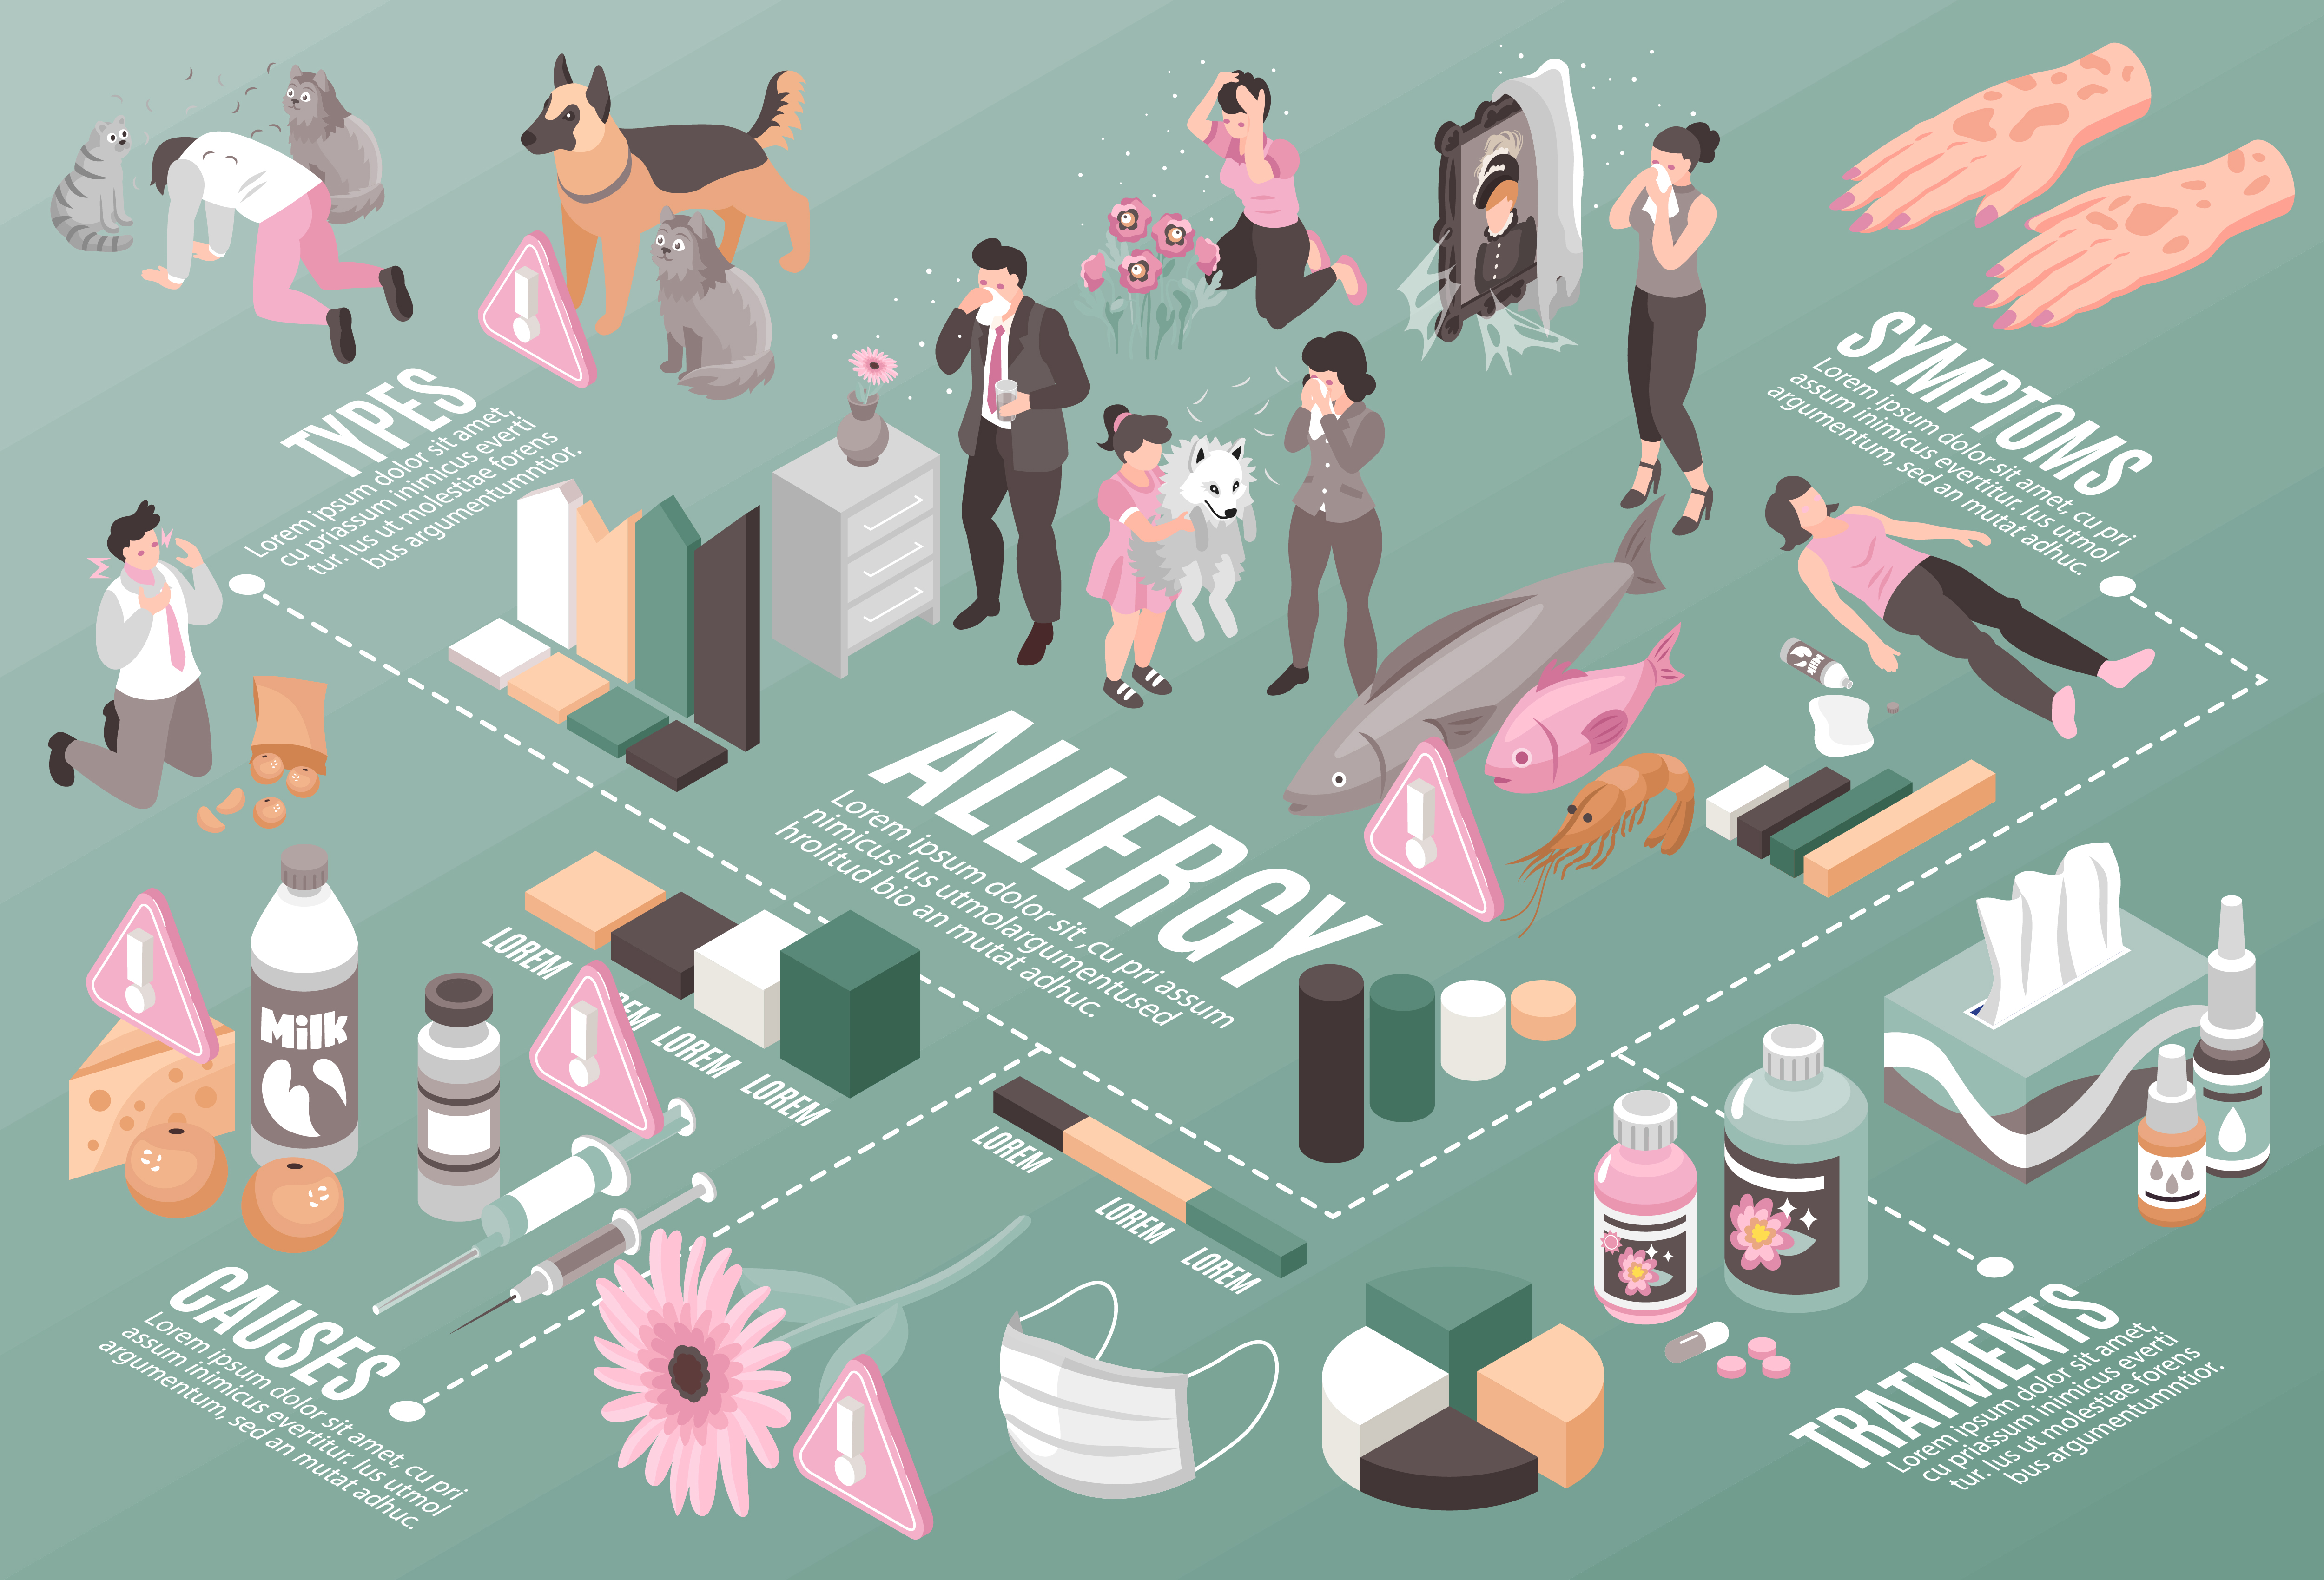 TYPES
Lorem ipsum dolor sit amet,
cu priassum inimicus everti
tur. Ius ut molestiae forens
bus argumentumntior.
SYMPTOMS
Lorem ipsum dolor sit amet, cu pri
assum inimicus evertitur. Ius utmol
argumentum, sed an mutat adhuc.
Milk
ALLERGY
Lorem ipsum dolor sit ,cu pri assum
nimicus Ius utmolargumentused
hrolitud bio an mutat adhuc.
Milk
LOREM
REM
LOREM
LOREM
LOREM
LOREM
LOREM
CAUSES
Lorem ipsum dolor sit amet, cu pri
assum inimicus evertitur. Ius utmol
argumentum, sed an mutat adhuc.
TRATMENTS
Lorem ipsum dolor sit amet,
cu priassum inimicus everti
tur. Ius ut molestiae forens
bus argumentumntior.